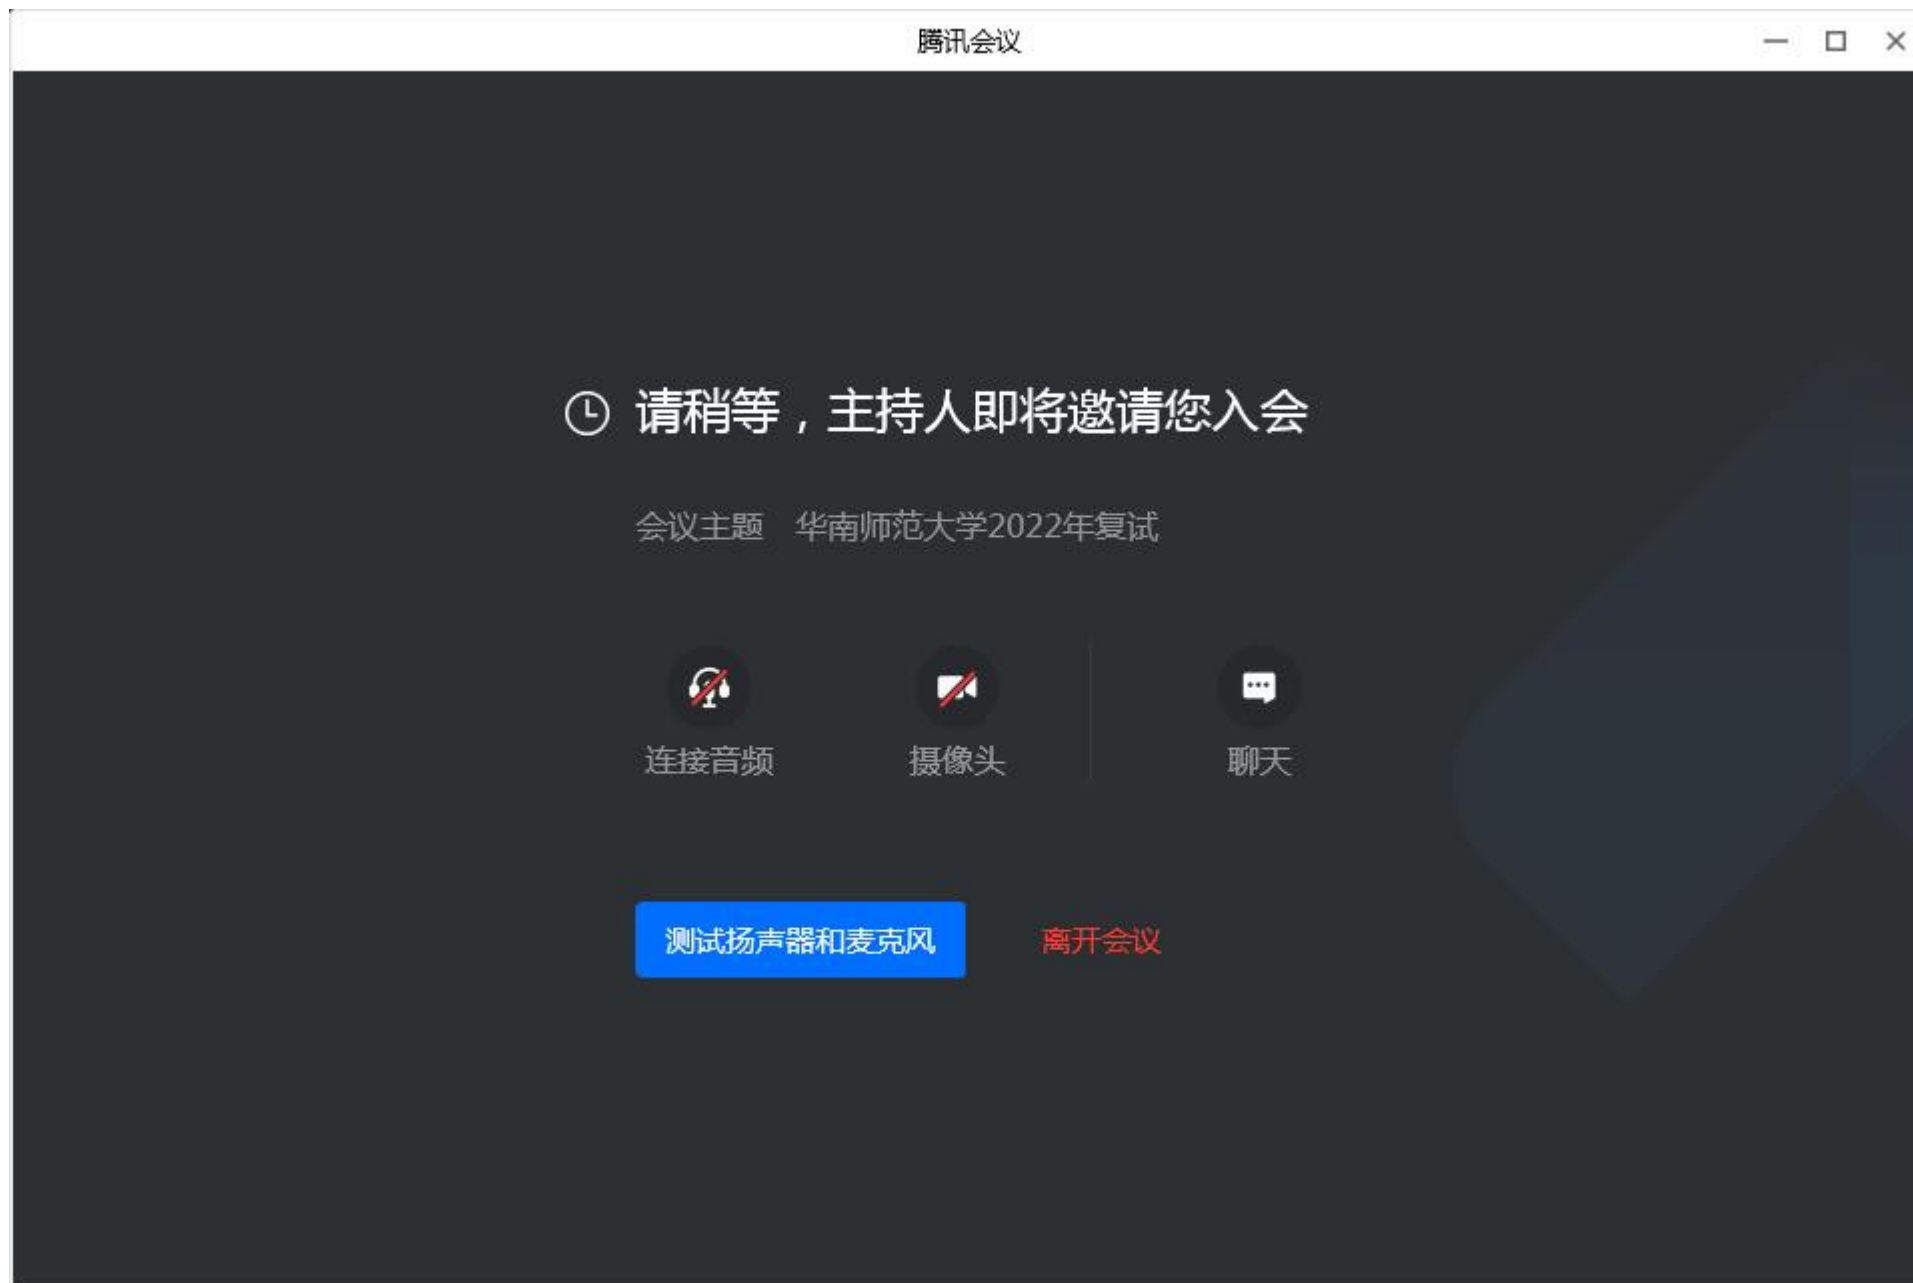 腾讯会议
请稍等，主持人即将邀请您入会
会议主题 华南师范大学2022年复试
连接音频 摄像头 聊天
测试扬声器和麦克风 离开会议